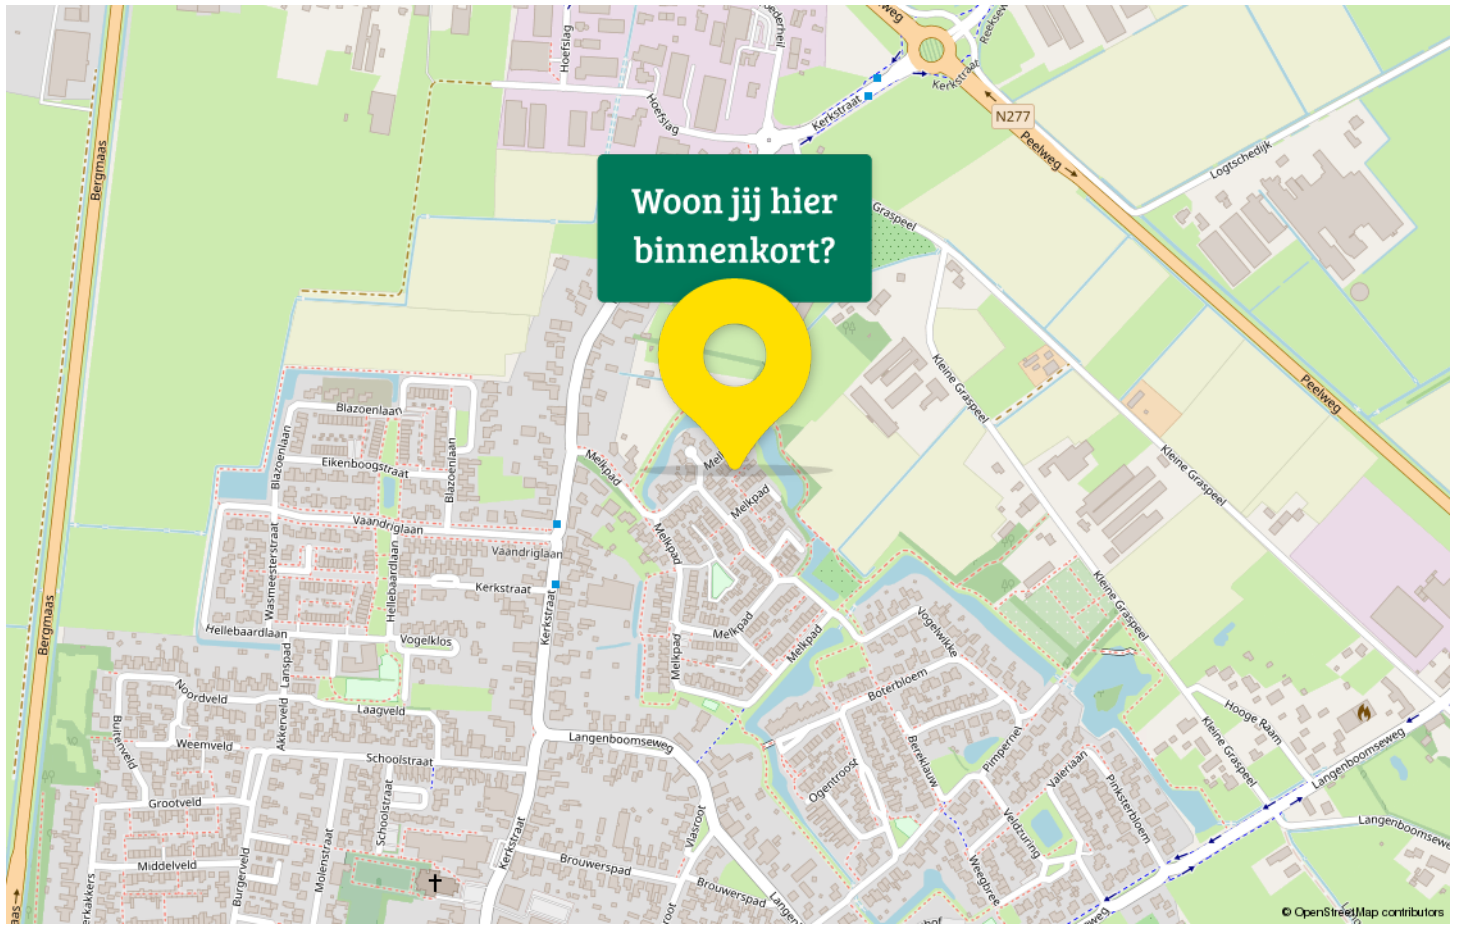 Hoefslag
Kerkstraat
N277
Peelweg →
Hoefslag
Kerkstraat
Logtschedijk
Bergmaas
Woon jij hier
binnenkort?
Graspeel
Kleine Graspeel
Peelweg
Blazoenlaan
Blazoenlaan
Eikenboogstraat
Blazoenlaan
Melkpad
Kleine Graspeel
Melkpad
Vaandriglaan
Vaandriglaan
Melkpad
Wasmeesterstraat
Hellebaardlaan
Kerkstraat
Kerkstraat
Kleine Graspeel
Bergmaas
Hellebaardlaan
Vogelklos
Melkpad
Melkpad
Melkpad
Vogelwikke
Lanspad
Noordveld
Laagveld
Akkerveld
Buitenveld
Weemveld
Boterbloem
Hooge Raam
Kleine Graspeel
Langenboomseweg
Langenboomseweg
Schoolstraat
Bereklauw
Pimpernel
Valeriaan
Ogentroost
Pinksterbloem
Grootveld
Schoolstraat
Vlasroot
Veldzuring
Molenstraat
Kerkstraat
Middelveld
Burgerveld
Brouwerspad
Brouwerspad
Weegbree
© OpenStreetMap contributors